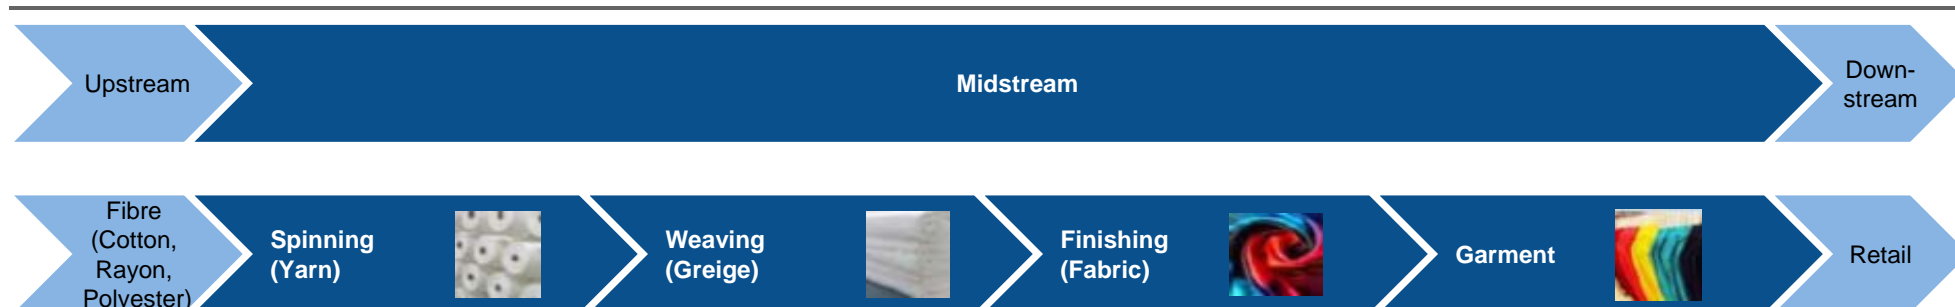 Upstream
Midstream
Down-
stream
Fibre
(Cotton,
Rayon,
Polyester)
Spinning
(Yarn)
Weaving
(Greige)
Finishing
(Fabric)
Garment
Retail